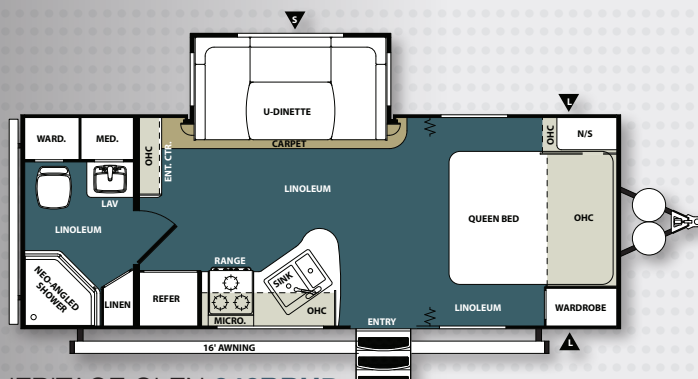 S
U-DINETTE
CARPET
WARD.
MED.
OHC
ENT. CTR.
LAV
LINOLEUM
LINOLEUM
L
OHC
N/S
QUEEN BED
OHC
NEO-ANGLED
SHOWER
LINEN
REFER
RANGE
MICRO.
SINK
OHC
ENTRY
LINOLEUM
WARDROBE
L
16' AWNING